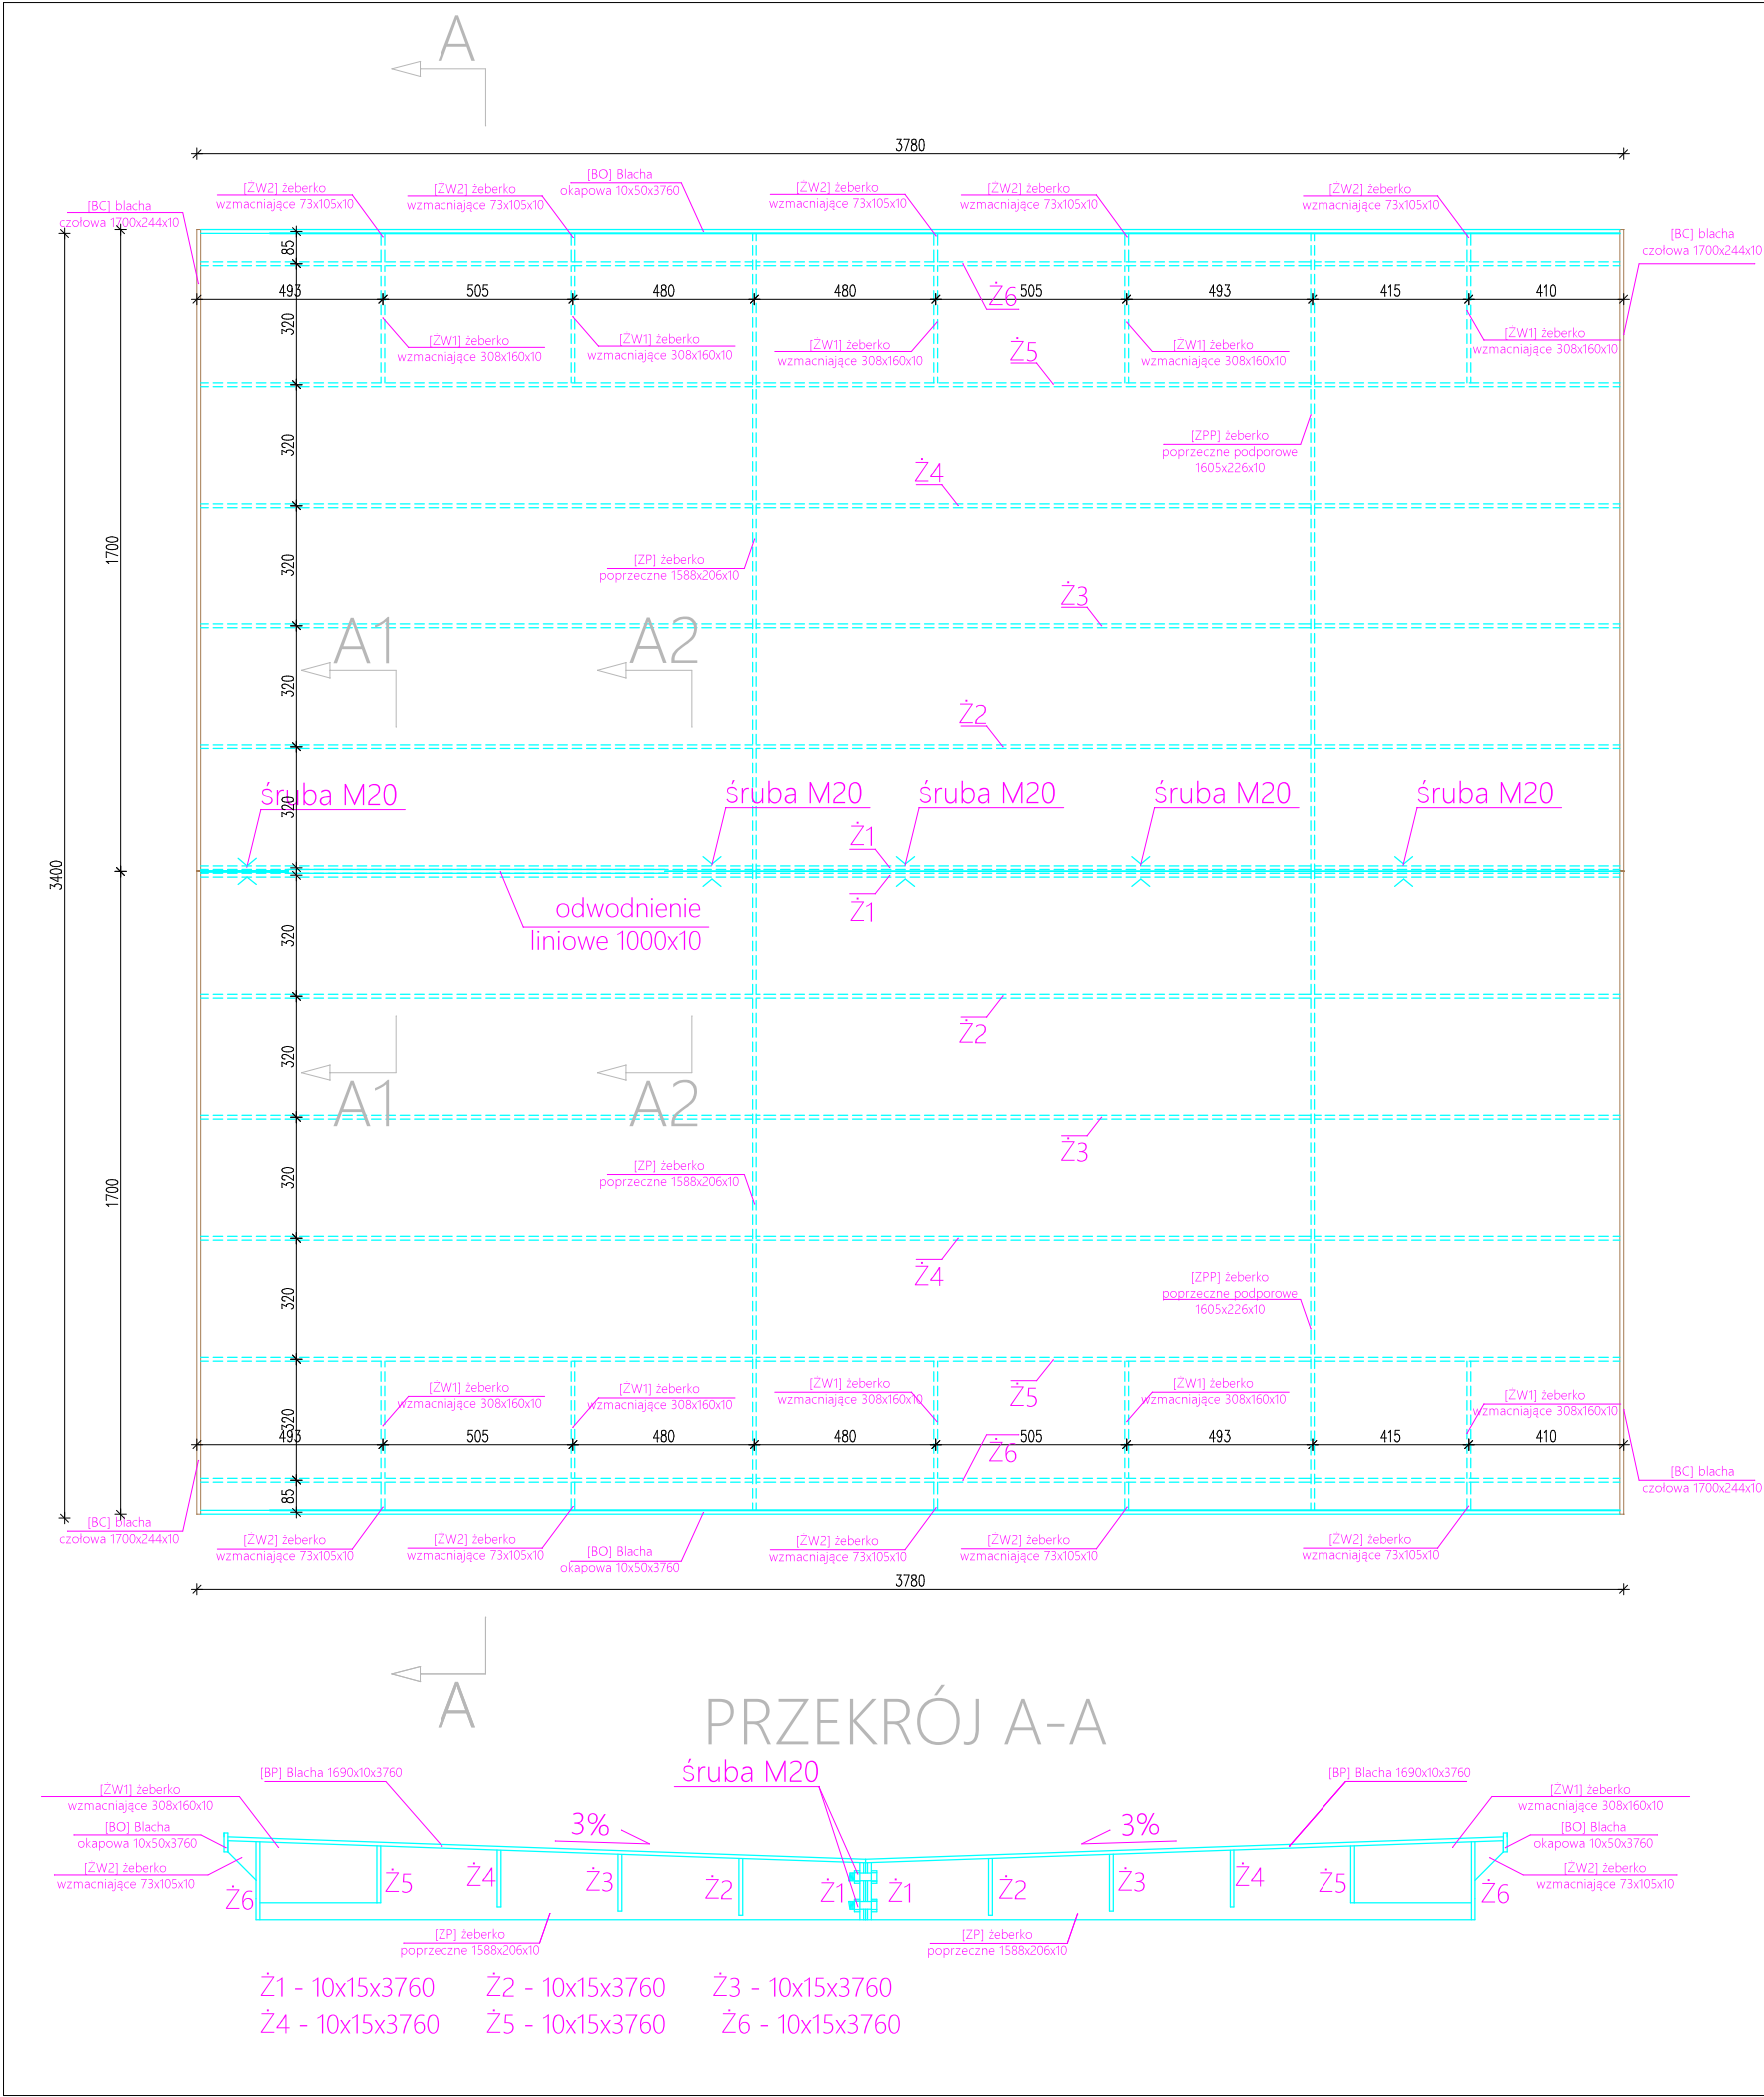 A
3780
[ŻW2] żeberko
wzmacniające 73x105x10
[ŻW2] żeberko
wzmacniające 73x105x10
[BO] Blacha
okapowa 10x50x3760
[ŻW2] żeberko
wzmacniające 73x105x10
[ŻW2] żeberko
wzmacniające 73x105x10
[ŻW2] żeberko
wzmacniające 73x105x10
[BC] blacha
czołowa 1700x244x10
[BC] blacha
czołowa 1700x244x10
85
493
505
480
480
505
493
415
410
Ż6
320
[ŻW1] żeberko
wzmacniające 308x160x10
[ŻW1] żeberko
wzmacniające 308x160x10
[ŻW1] żeberko
wzmacniające 308x160x10
[ŻW1] żeberko
wzmacniające 308x160x10
[ŻW1] żeberko
wzmacniające 308x160x10
Ż5
320
[ZPP] żeberko
poprzeczne podporowe
1605x226x10
Ż4
1700
320
[ZP] żeberko
poprzeczne 1588x206x10
Ż3
A1
A2
320
Ż2
320
śruba M20
śruba M20
śruba M20
śruba M20
śruba M20
Ż1
3400
Ż1
odwodnienie
liniowe 1000x10
320
Ż2
320
A1
A2
Ż3
320
1700
[ZP] żeberko
poprzeczne 1588x206x10
Ż4
320
[ZPP] żeberko
poprzeczne podporowe
1605x226x10
Ż5
320
[ŻW1] żeberko
wzmacniające 308x160x10
[ŻW1] żeberko
wzmacniające 308x160x10
[ŻW1] żeberko
wzmacniające 308x160x10
[ŻW1] żeberko
wzmacniające 308x160x10
[ŻW1] żeberko
wzmacniające 308x160x10
493
505
480
480
505
493
415
410
Ż6
85
[BC] blacha
czołowa 1700x244x10
[BC] blacha
czołowa 1700x244x10
[ŻW2] żeberko
wzmacniające 73x105x10
[ŻW2] żeberko
wzmacniające 73x105x10
[BO] Blacha
okapowa 10x50x3760
[ŻW2] żeberko
wzmacniające 73x105x10
[ŻW2] żeberko
wzmacniające 73x105x10
[ŻW2] żeberko
wzmacniające 73x105x10
3780
A
PRZEKRÓJ A-A
śruba M20
[BP] Blacha 1690x10x3760
[BP] Blacha 1690x10x3760
[ŻW1] żeberko
wzmacniające 308x160x10
[ŻW1] żeberko
wzmacniające 308x160x10
[BO] Blacha
okapowa 10x50x3760
[BO] Blacha
okapowa 10x50x3760
3%
3%
[ŻW2] żeberko
wzmacniające 73x105x10
[ŻW2] żeberko
wzmacniające 73x105x10
Ż6
Ż5
Ż4
Ż3
Ż2
Ż1
Ż1
Ż2
Ż3
Ż4
Ż5
Ż6
[ZP] żeberko
poprzeczne 1588x206x10
[ZP] żeberko
poprzeczne 1588x206x10
Ż1 - 10x15x3760 Ż2 - 10x15x3760 Ż3 - 10x15x3760
Ż4 - 10x15x3760 Ż5 - 10x15x3760 Ż6 - 10x15x3760